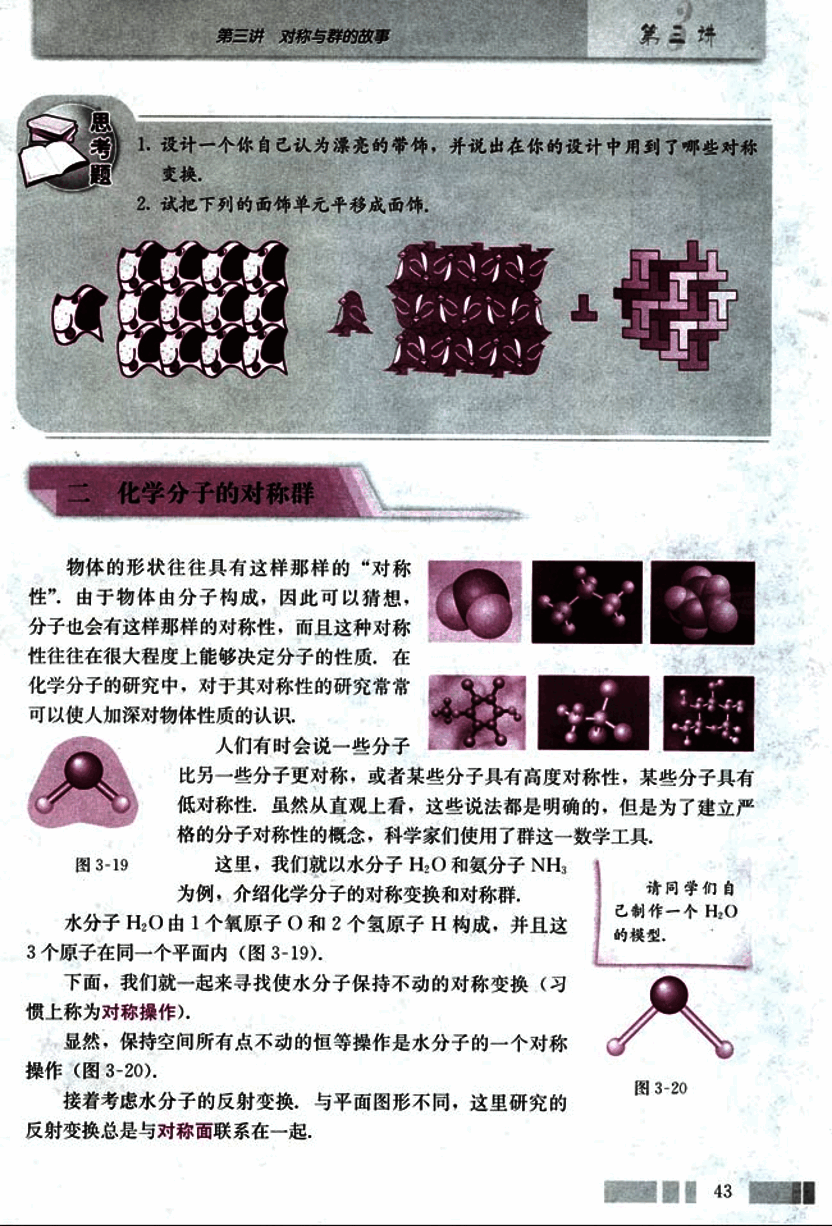 第三讲 对称与群的故事
第三讲
思考题
1. 设计一个你自己认为漂亮的带饰，并说出在你的设计中用到了哪些对称
变换.
2. 试把下列的面饰单元平移成面饰.
二 化学分子的对称群
物体的形状往往具有这样那样的“对称
性”. 由于物体由分子构成，因此可以猜想，
分子也会有这样那样的对称性，而且这种对称
性往往在很大程度上能够决定分子的性质. 在
化学分子的研究中，对于其对称性的研究常常
可以使人加深对物体性质的认识.
人们有时会说一些分子
比另一些分子更对称，或者某些分子具有高度对称性，某些分子具有
低对称性. 虽然从直观上看，这些说法都是明确的，但是为了建立严
格的分子对称性的概念，科学家们使用了群这一数学工具.
图 3-19
这里，我们就以水分子 H₂O 和氨分子 NH₃
为例，介绍化学分子的对称变换和对称群.
水分子 H₂O 由 1 个氧原子 O 和 2 个氢原子 H 构成，并且这
3 个原子在同一个平面内（图 3-19）.
请同学们自
己制作一个 H₂O
的模型.
下面，我们就一起来寻找使水分子保持不动的对称变换（习
惯上称为对称操作）.
显然，保持空间所有点不动的恒等操作是水分子的一个对称
操作（图 3-20）.
图 3-20
接着考虑水分子的反射变换. 与平面图形不同，这里研究的
反射变换总是与对称面联系在一起.
43